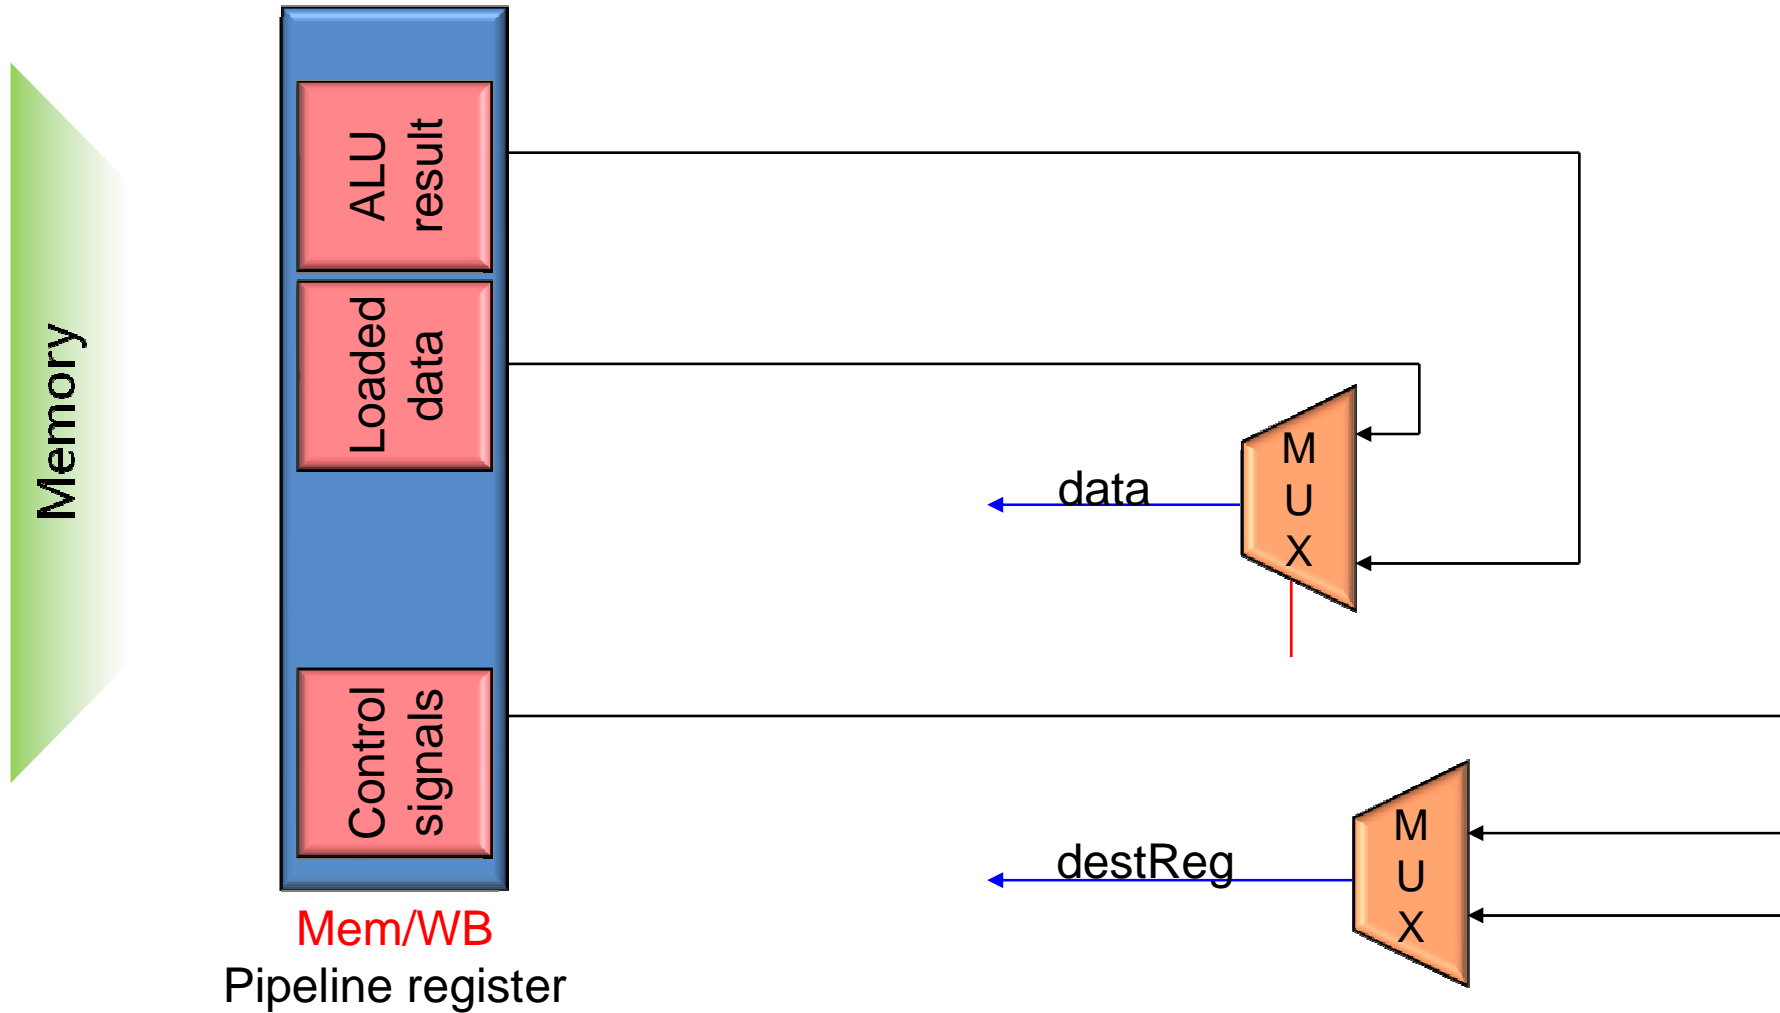 Memory
ALU
result
Loaded
data
Control
signals
Mem/WB
Pipeline register
data
M
U
X
destReg
M
U
X